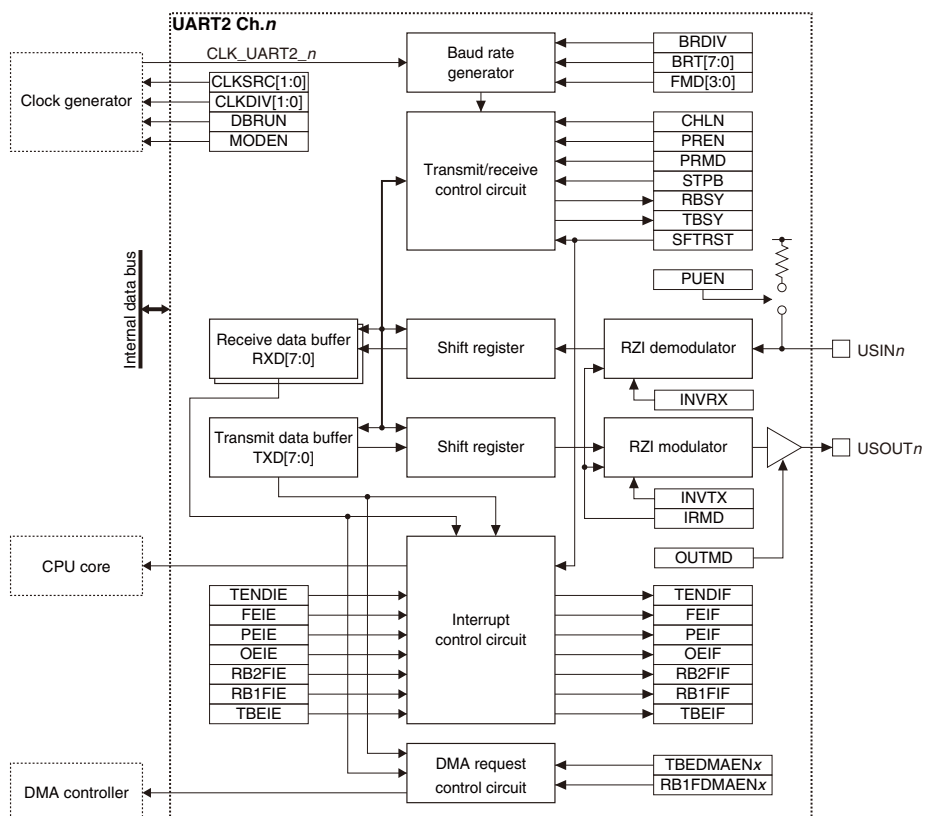 UART2 Ch.n
CLK_UART2_n
Clock generator
CLKSRC[1:0]
CLKDIV[1:0]
DBRUN
MODEN
Baud rate
generator
BRDIV
BRT[7:0]
FMD[3:0]
Transmit/receive
control circuit
CHLN
PREN
PRMD
STPB
RBSY
TBSY
SFTRST
PUEN
Internal data bus
Receive data buffer
RXD[7:0]
Shift register
RZI demodulator
USINn
INVRX
Transmit data buffer
TXD[7:0]
Shift register
RZI modulator
USOUTn
INVTX
IRMD
OUTMD
CPU core
Interrupt
control circuit
TENDIE
FEIE
PEIE
OEIE
RB2FIE
RB1FIE
TBEIE
TENDIF
FEIF
PEIF
OEIF
RB2FIF
RB1FIF
TBEIF
DMA controller
DMA request
control circuit
TBEDMAENx
RB1FDMAENx